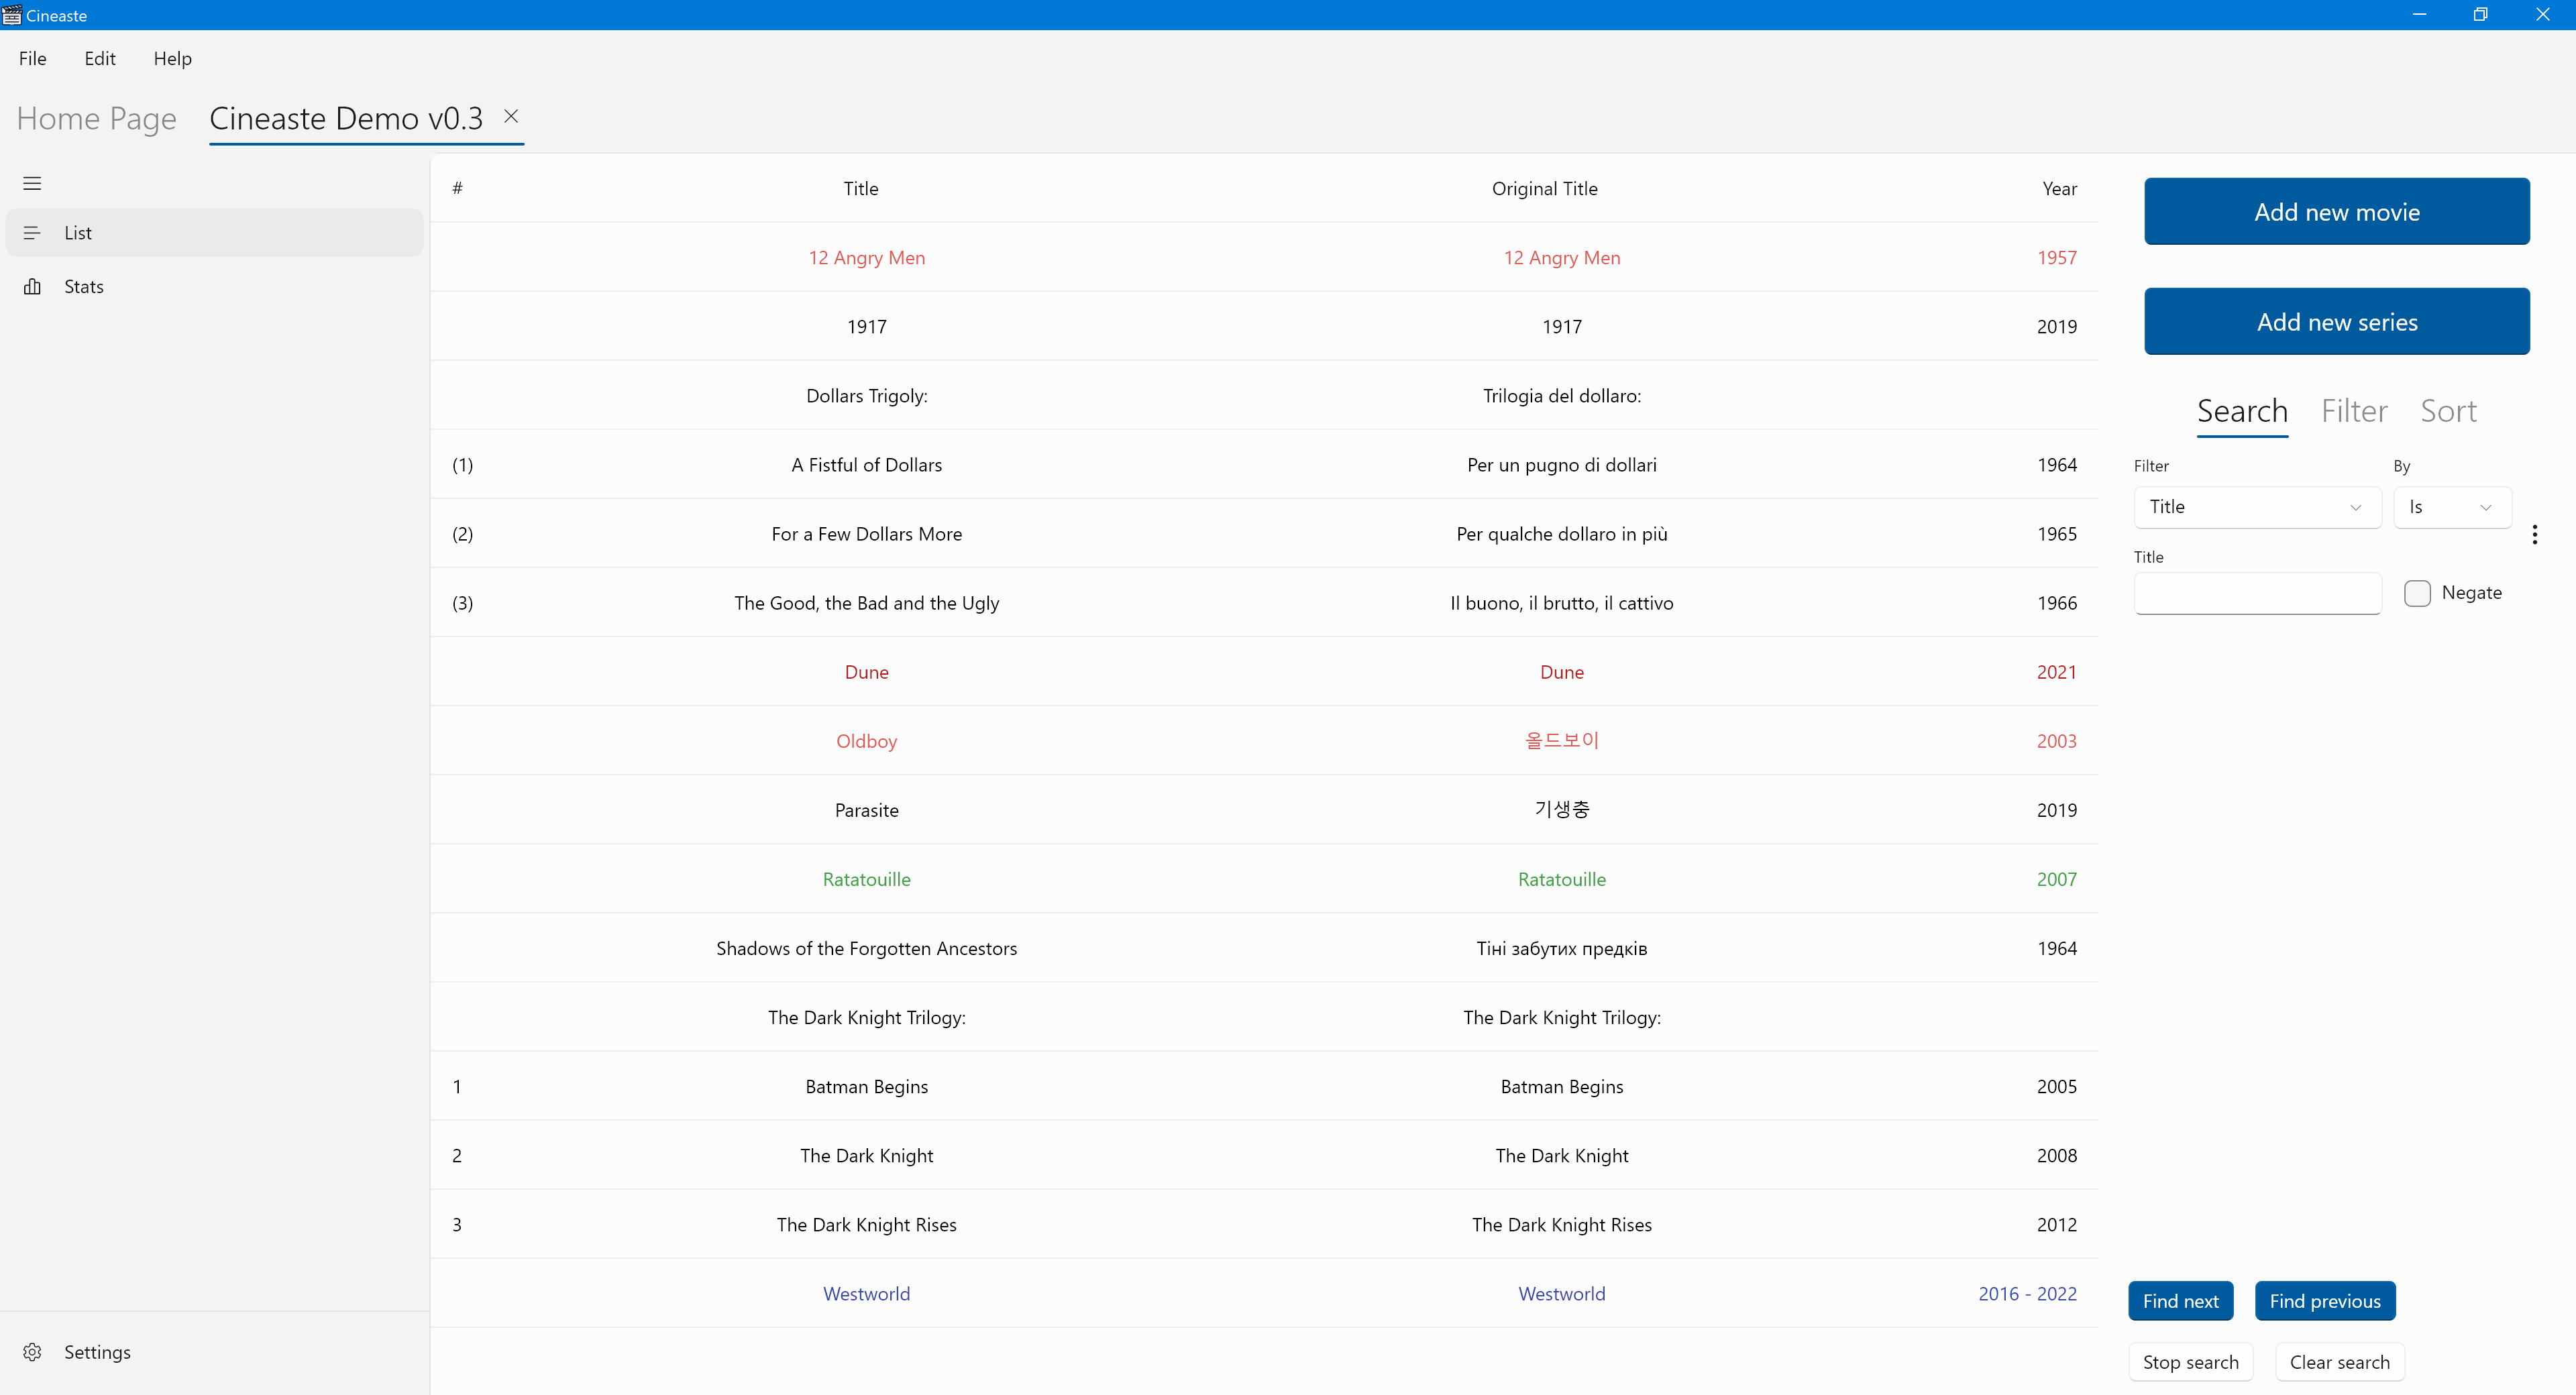 Cineaste
File Edit Help
Home Page Cineaste Demo v0.3
List
Stats
Settings
# Title Original Title Year
12 Angry Men 12 Angry Men 1957
1917 1917 2019
Dollars Trigoly: Trilogia del dollaro:
(1) A Fistful of Dollars Per un pugno di dollari 1964
(2) For a Few Dollars More Per qualche dollaro in più 1965
(3) The Good, the Bad and the Ugly Il buono, il brutto, il cattivo 1966
Dune Dune 2021
Oldboy 올드보이 2003
Parasite 기생충 2019
Ratatouille Ratatouille 2007
Shadows of the Forgotten Ancestors Тіні забутих предків 1964
The Dark Knight Trilogy: The Dark Knight Trilogy:
1 Batman Begins Batman Begins 2005
2 The Dark Knight The Dark Knight 2008
3 The Dark Knight Rises The Dark Knight Rises 2012
Westworld Westworld 2016 - 2022
Add new movie
Add new series
Search Filter Sort
Filter By
Title Is
Title
Negate
Find next Find previous
Stop search Clear search